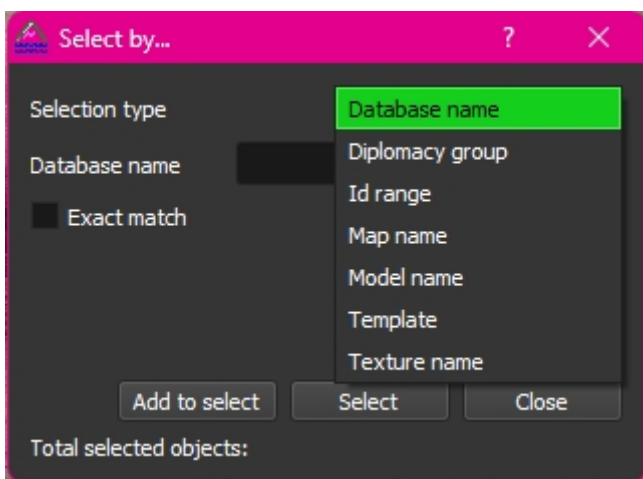 Select by... ?
Selection type
Database name
Diplomacy group
Id range
Map name
Model name
Template
Texture name
Database name
Exact match
Add to select Select Close
Total selected objects: